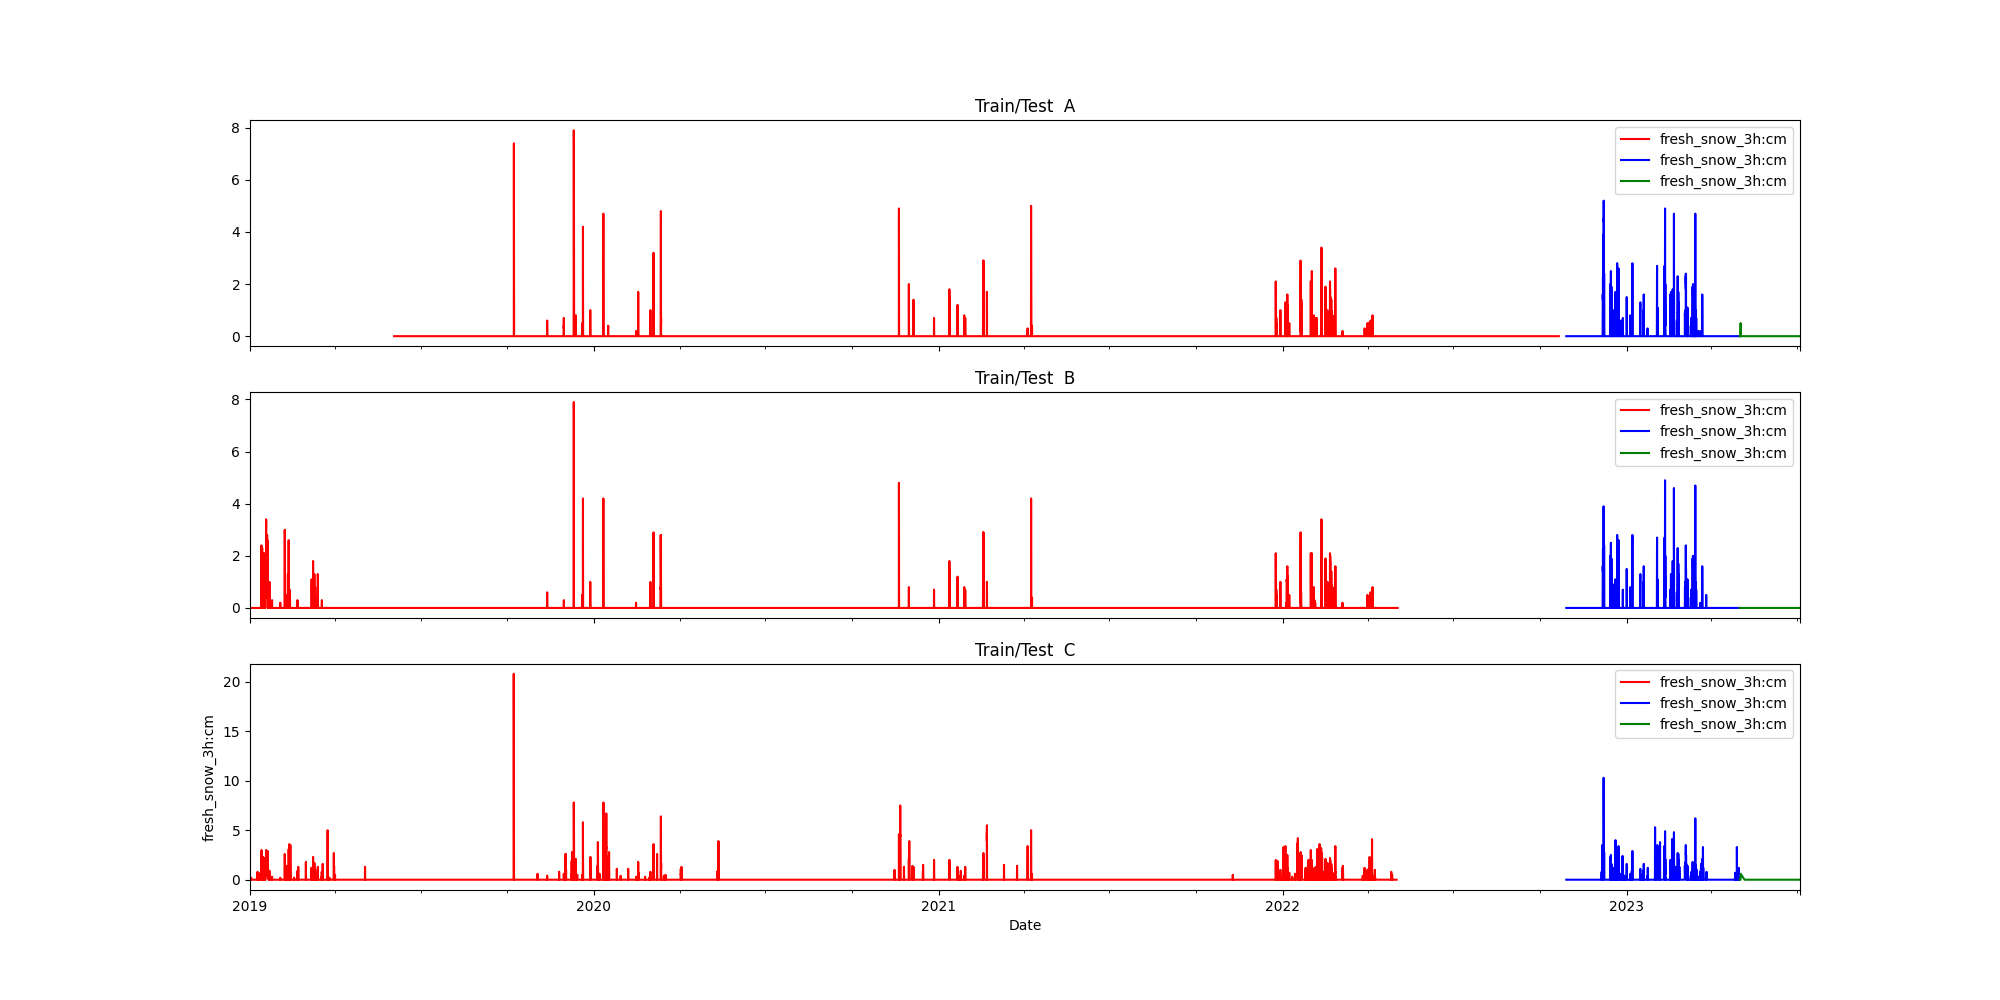 Train/Test  A
8
6
4
2
0
fresh_snow_3h:cm
fresh_snow_3h:cm
fresh_snow_3h:cm
Train/Test  B
8
6
4
2
0
fresh_snow_3h:cm
fresh_snow_3h:cm
fresh_snow_3h:cm
Train/Test  C
fresh_snow_3h:cm
20
15
10
5
0
fresh_snow_3h:cm
fresh_snow_3h:cm
fresh_snow_3h:cm
2019
2020
2021
2022
2023
Date